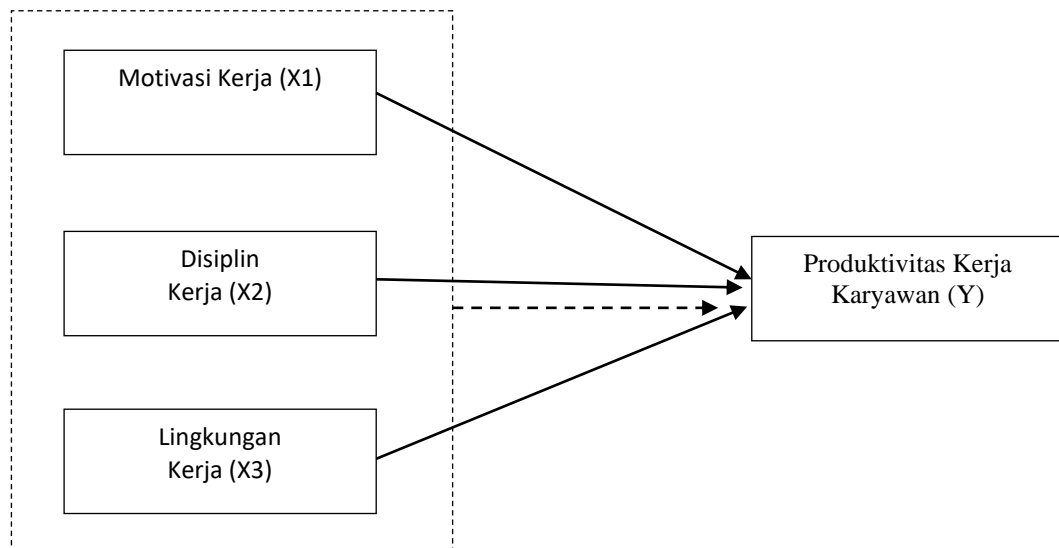 Motivasi Kerja (X1)
Disiplin
Kerja (X2)
Lingkungan
Kerja (X3)
Produktivitas Kerja
Karyawan (Y)